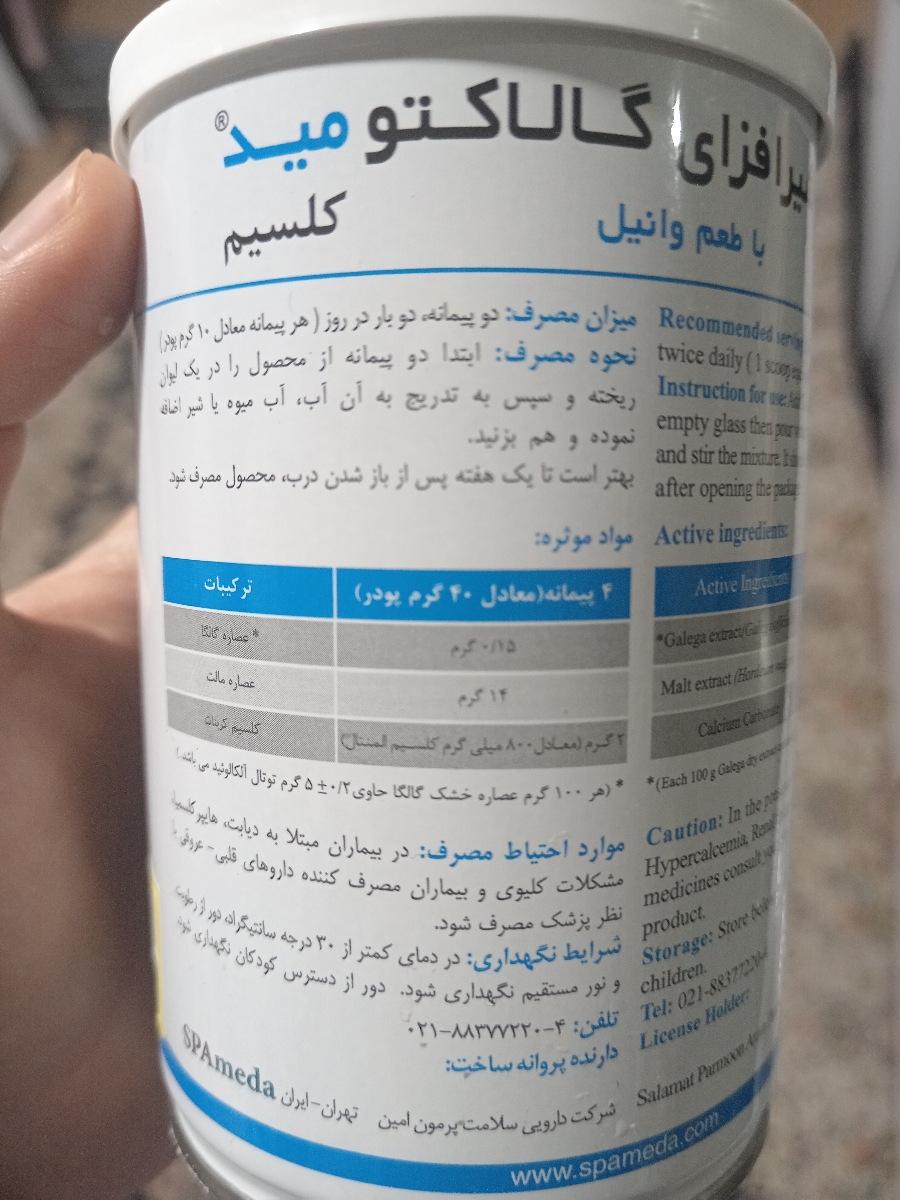 افزای گالاکتو مید®
با طعم وانیل
کلسیم
میزان مصرف: دو پیمانه، دو بار در روز ( هر پیمانه معادل ۱۰ گرم پودر)
نحوه مصرف: ابتدا دو پیمانه از محصول را در یک لیوان
ریخته و سپس به تدریج به آن آب، آب میوه یا شیر اضافه
نموده و هم بزنید.
بهتر است تا یک هفته پس از باز شدن درب، محصول مصرف شود.
مواد موثره:
۴ پیمانه(معادل ۴۰ گرم پودر) ترکیبات
۰/۱۵ گرم * عصاره گالگا
۱۴ گرم عصاره مالت
۲ گرم (معادل ۸۰۰ میلی گرم کلسیم المنتال) کلسیم کربنات
* (هر ۱۰۰ گرم عصاره خشک گالگا حاوی ۰/۲ ± ۵ گرم توتال آلکالوئید می باشد.)
موارد احتیاط مصرف: در بیماران مبتلا به دیابت، هایپرکلسیمیا،
مشکلات کلیوی و بیماران مصرف کننده داروهای قلبی- عروقی با
نظر پزشک مصرف شود.
شرایط نگهداری: در دمای کمتر از ۳۰ درجه سانتیگراد، دور از رطوبت
و نور مستقیم نگهداری شود. دور از دسترس کودکان نگهداری شود.
تلفن: ۴-۸۸۳۷۷۲۲۰-۰۲۱
دارنده پروانه ساخت:
شرکت دارویی سلامت پرمون امین تهران-ایران SPAmeda
Recommended
twice daily ( 1 scoop
Instruction for use:
empty glass then pour
and stir the mixture. It
after opening the
Active ingredients:
Active Ingredients
*Galega extract
Malt extract
Calcium Carbonate
*(Each 100 g Galega dry extract
Caution: In the
Hypercalcemia, Renal
medicines consult
product.
Storage: Store
children.
Tel: 021-88377220
License Holder:
Salamat Parmoon
www.spameda.com